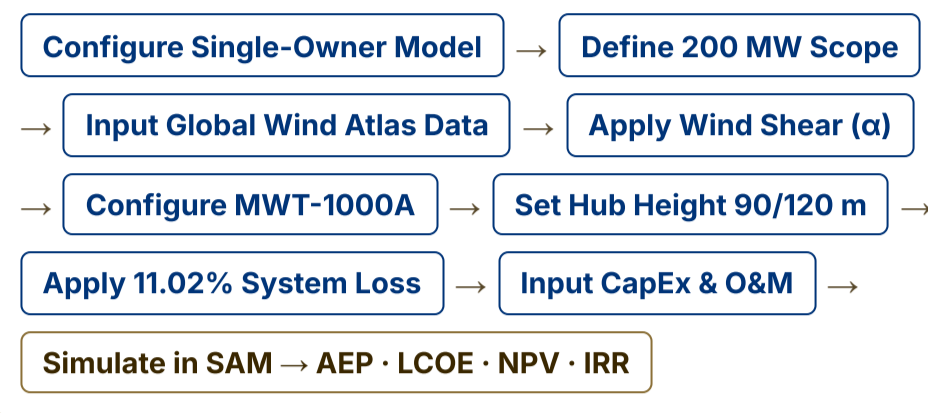 Configure Single-Owner Model → Define 200 MW Scope
→ Input Global Wind Atlas Data → Apply Wind Shear (α)
→ Configure MWT-1000A → Set Hub Height 90/120 m →
Apply 11.02% System Loss → Input CapEx & O&M →
Simulate in SAM → AEP · LCOE · NPV · IRR